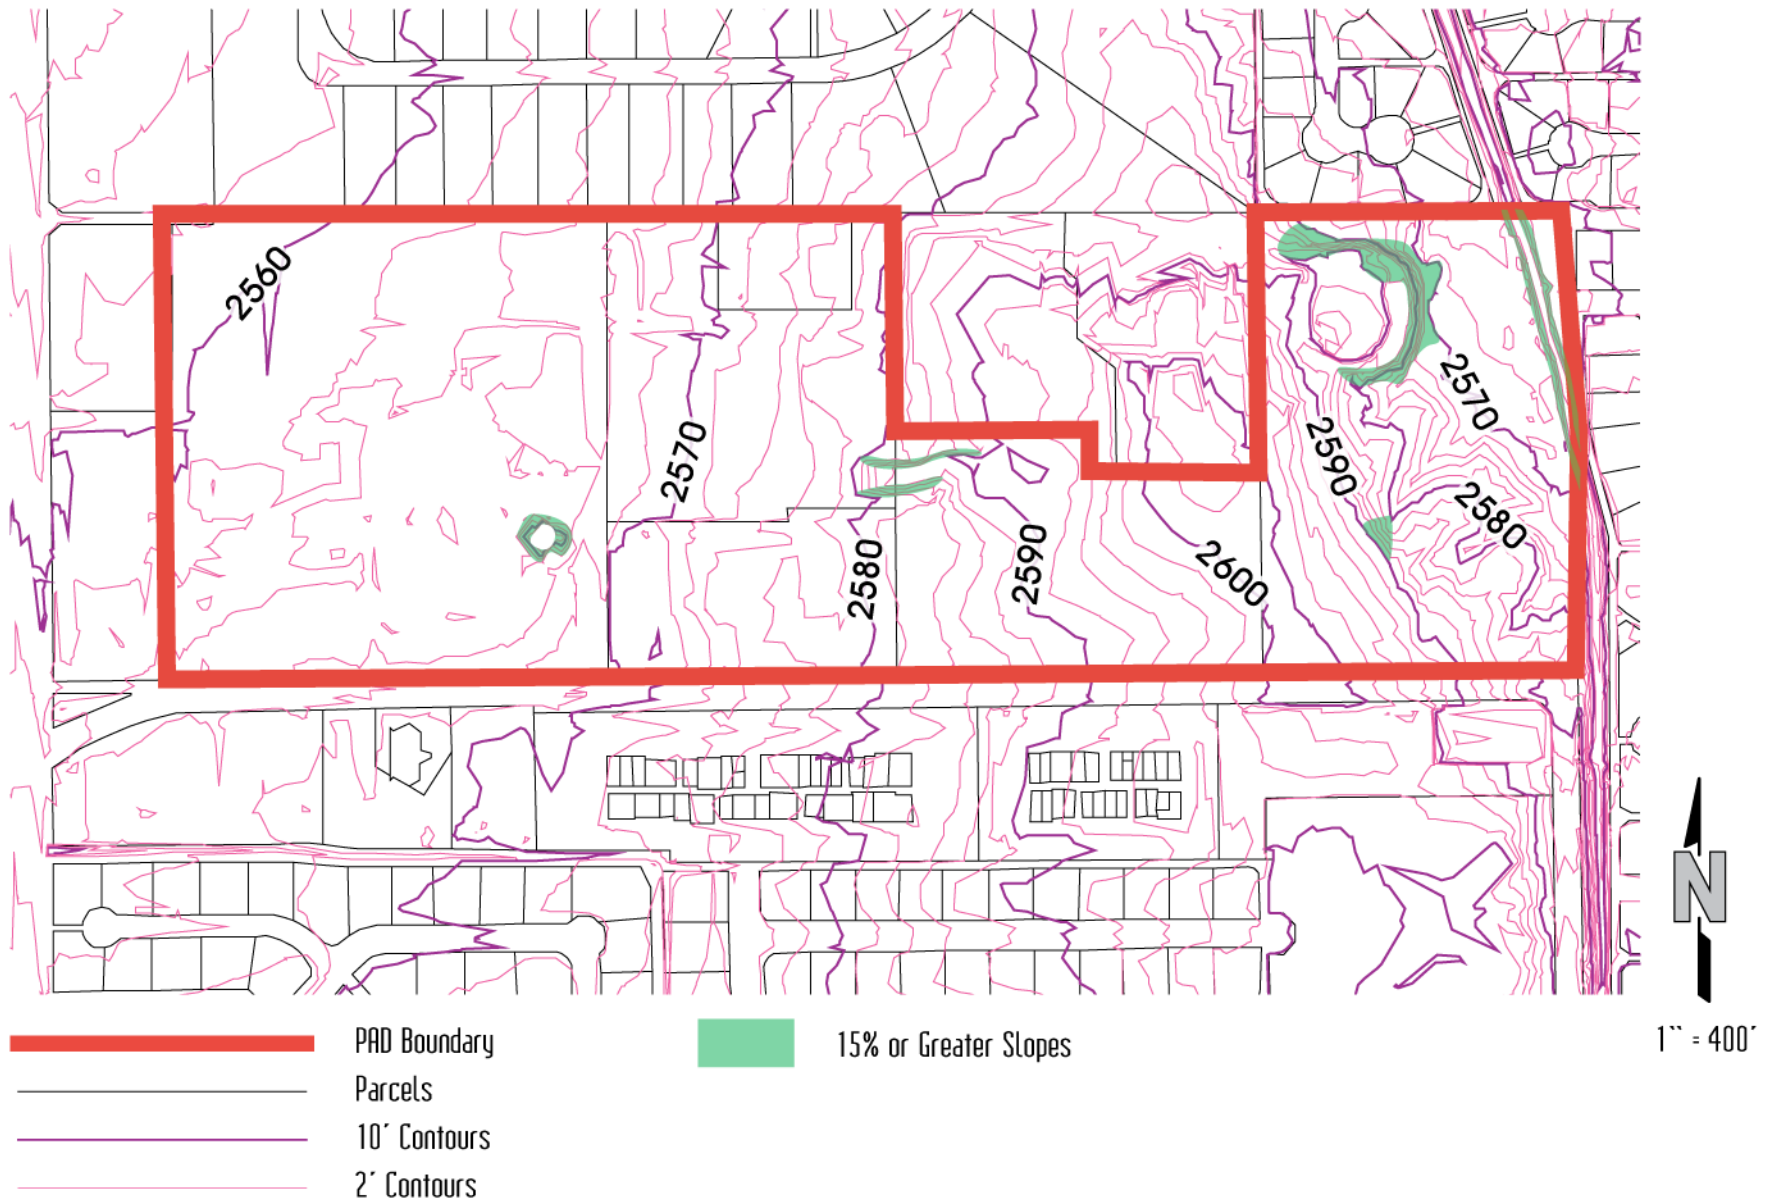 2560
2570
2570
2590
2580
2580
2590
2600
N
1" = 400'
PAD Boundary
15% or Greater Slopes
Parcels
10' Contours
2' Contours